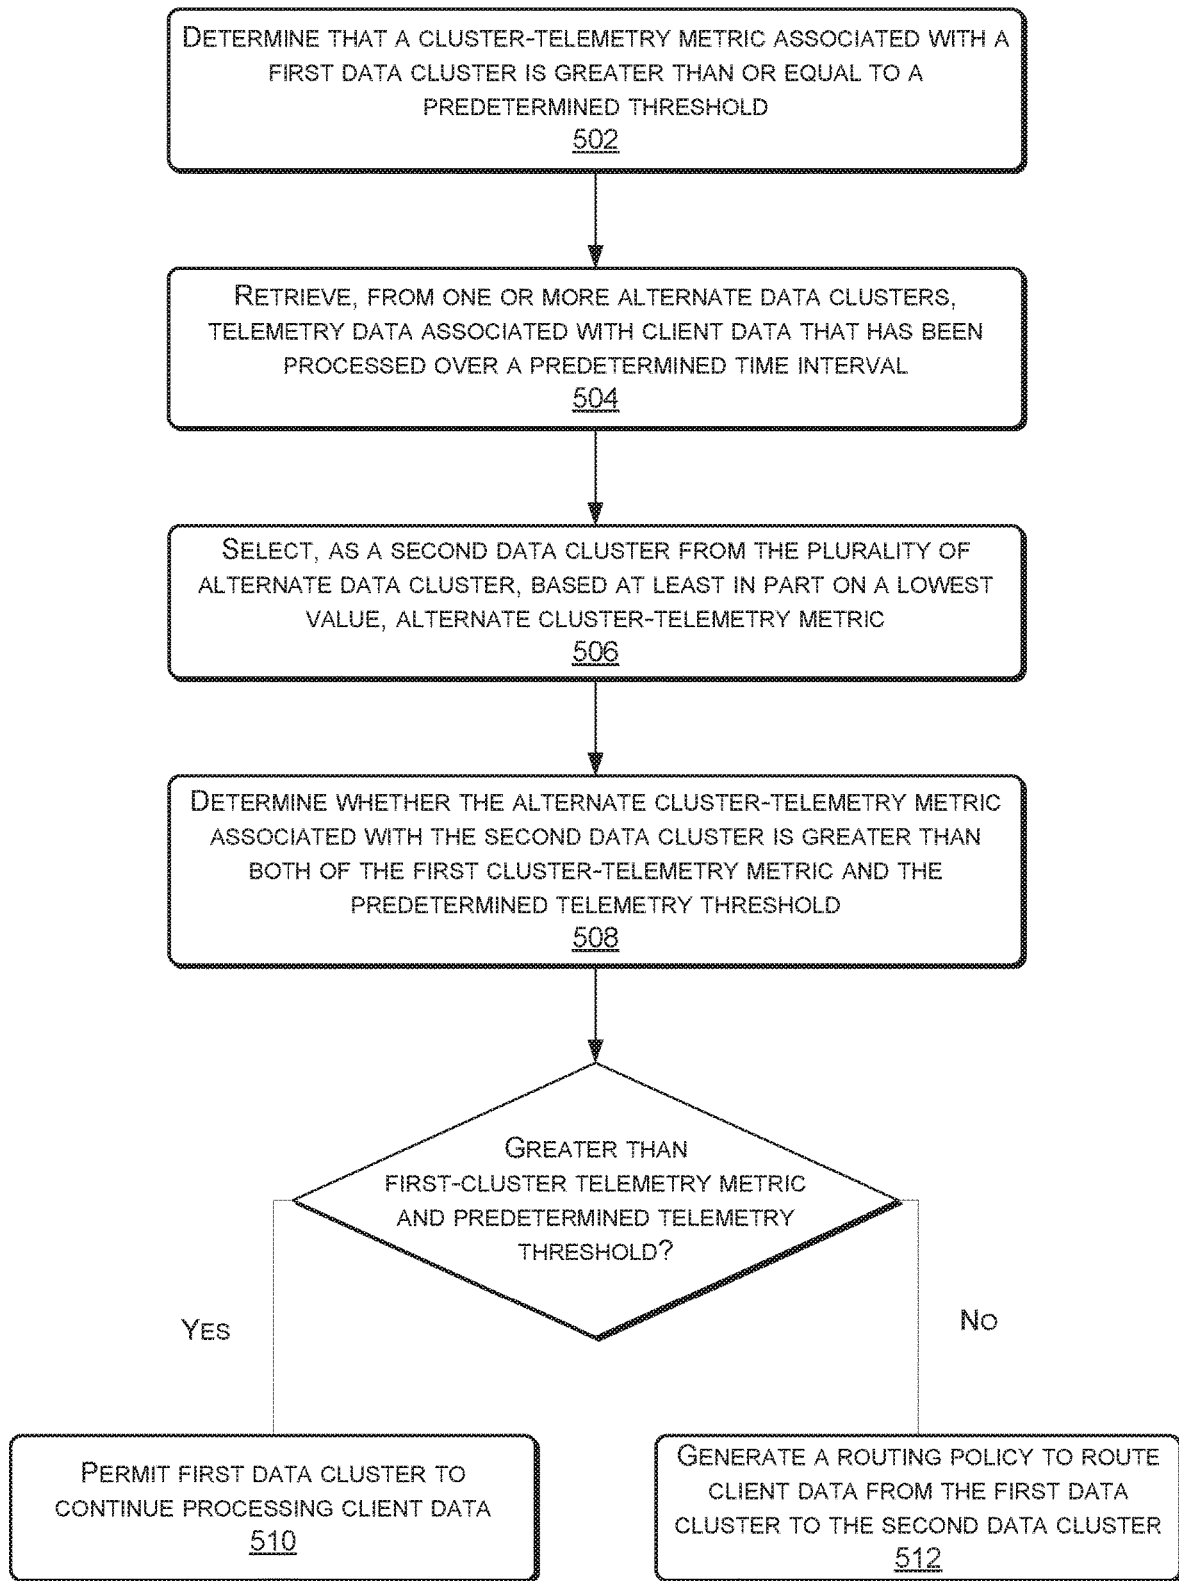 DETERMINE THAT A CLUSTER-TELEMETRY METRIC ASSOCIATED WITH A
FIRST DATA CLUSTER IS GREATER THAN OR EQUAL TO A
PREDETERMINED THRESHOLD
502
RETRIEVE, FROM ONE OR MORE ALTERNATE DATA CLUSTERS,
TELEMETRY DATA ASSOCIATED WITH CLIENT DATA THAT HAS BEEN
PROCESSED OVER A PREDETERMINED TIME INTERVAL
504
SELECT, AS A SECOND DATA CLUSTER FROM THE PLURALITY OF
ALTERNATE DATA CLUSTER, BASED AT LEAST IN PART ON A LOWEST
VALUE, ALTERNATE CLUSTER-TELEMETRY METRIC
506
DETERMINE WHETHER THE ALTERNATE CLUSTER-TELEMETRY METRIC
ASSOCIATED WITH THE SECOND DATA CLUSTER IS GREATER THAN
BOTH OF THE FIRST CLUSTER-TELEMETRY METRIC AND THE
PREDETERMINED TELEMETRY THRESHOLD
508
GREATER THAN
FIRST-CLUSTER TELEMETRY METRIC
AND PREDETERMINED TELEMETRY
THRESHOLD?
YES
NO
PERMIT FIRST DATA CLUSTER TO
CONTINUE PROCESSING CLIENT DATA
510
GENERATE A ROUTING POLICY TO ROUTE
CLIENT DATA FROM THE FIRST DATA
CLUSTER TO THE SECOND DATA CLUSTER
512